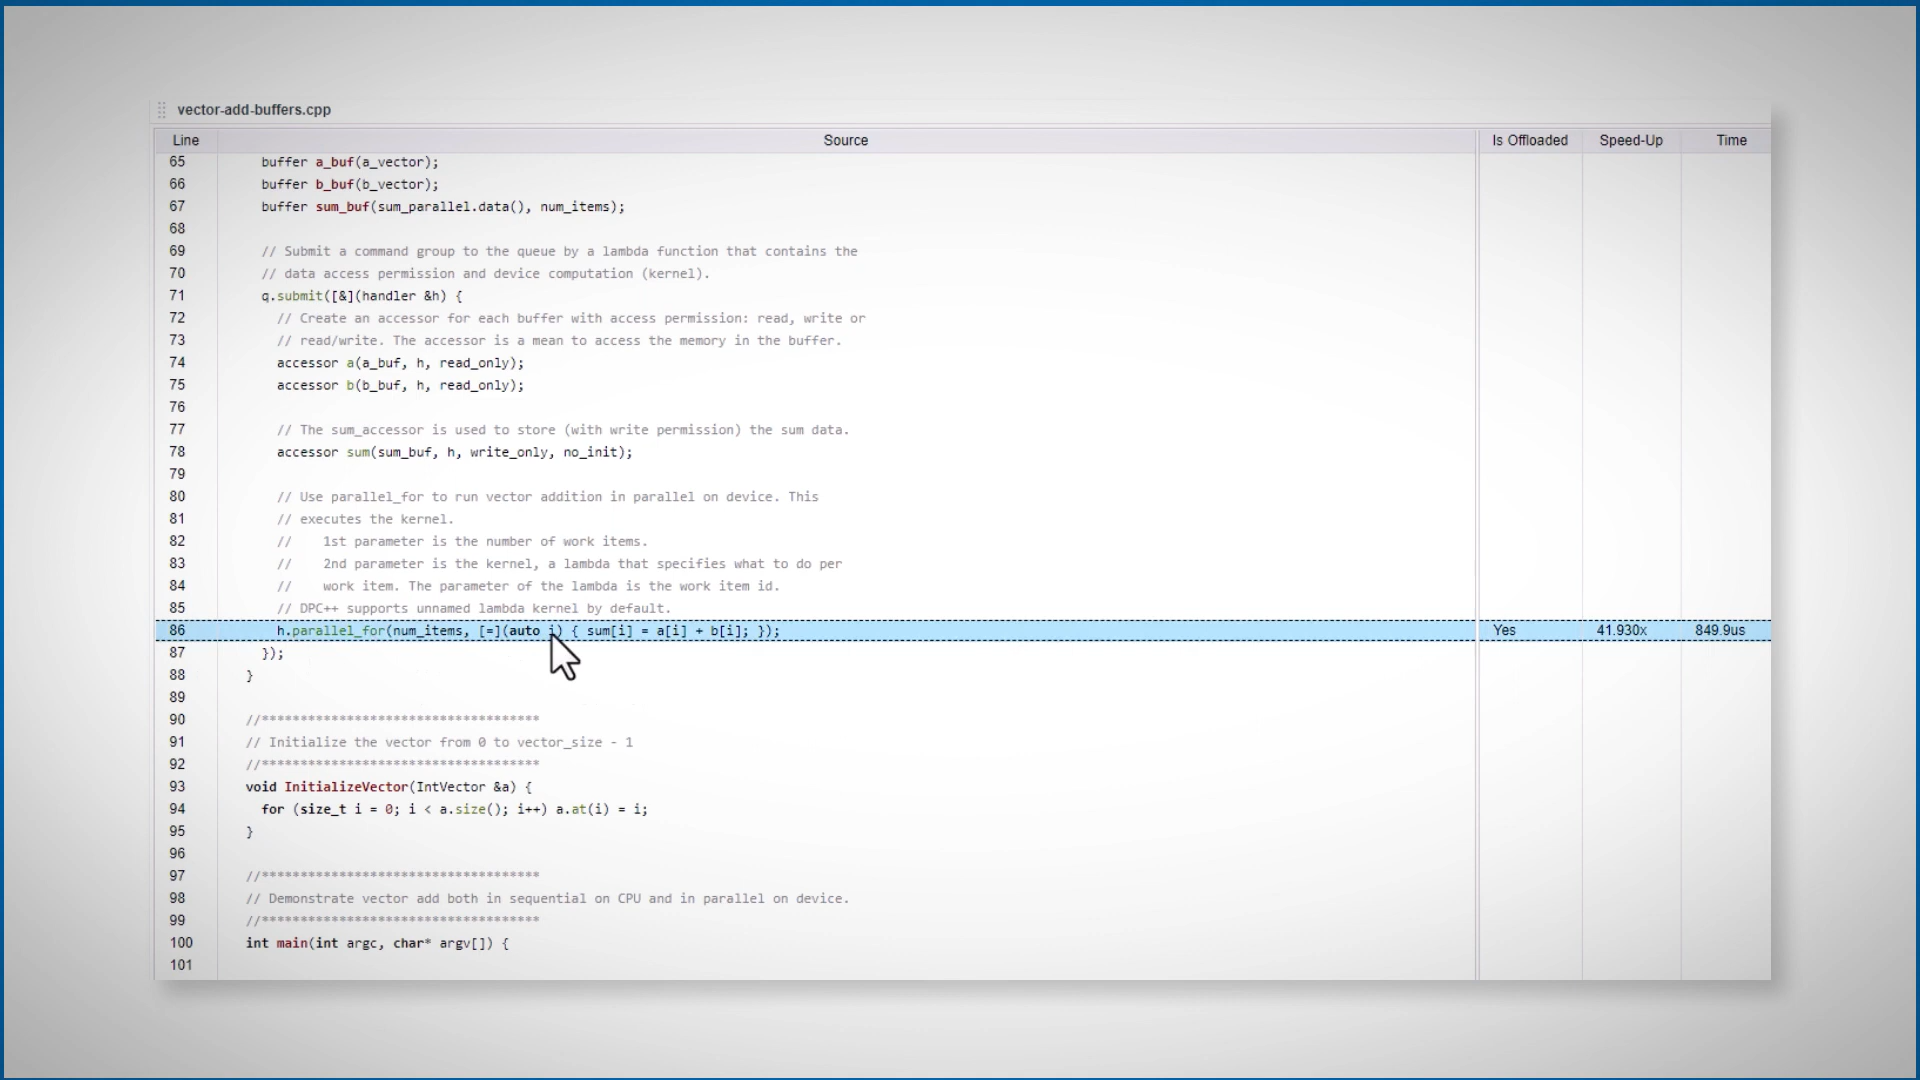 vector-add-buffers.cpp
Line Source Is Offloaded Speed-Up Time
65 buffer a_buf(a_vector);
66 buffer b_buf(b_vector);
67 buffer sum_buf(sum_parallel.data(), num_items);
68
69 // Submit a command group to the queue by a lambda function that contains the
70 // data access permission and device computation (kernel).
71 q.submit([&](handler &h) {
72 // Create an accessor for each buffer with access permission: read, write or
73 // read/write. The accessor is a mean to access the memory in the buffer.
74 accessor a(a_buf, h, read_only);
75 accessor b(b_buf, h, read_only);
76
77 // The sum_accessor is used to store (with write permission) the sum data.
78 accessor sum(sum_buf, h, write_only, no_init);
79
80 // Use parallel_for to run vector addition in parallel on device. This
81 // executes the kernel.
82 // 1st parameter is the number of work items.
83 // 2nd parameter is the kernel, a lambda that specifies what to do per
84 // work item. The parameter of the lambda is the work item id.
85 // DPC++ supports unnamed lambda kernel by default.
86 h.parallel_for(num_items, [=](auto i) { sum[i] = a[i] + b[i]; }); Yes 41.930x 849.9us
87 });
88 }
89
90 //************************************
91 // Initialize the vector from 0 to vector_size - 1
92 //************************************
93 void InitializeVector(IntVector &a) {
94 for (size_t i = 0; i < a.size(); i++) a.at(i) = i;
95 }
96
97 //************************************
98 // Demonstrate vector add both in sequential on CPU and in parallel on device.
99 //************************************
100 int main(int argc, char* argv[]) {
101